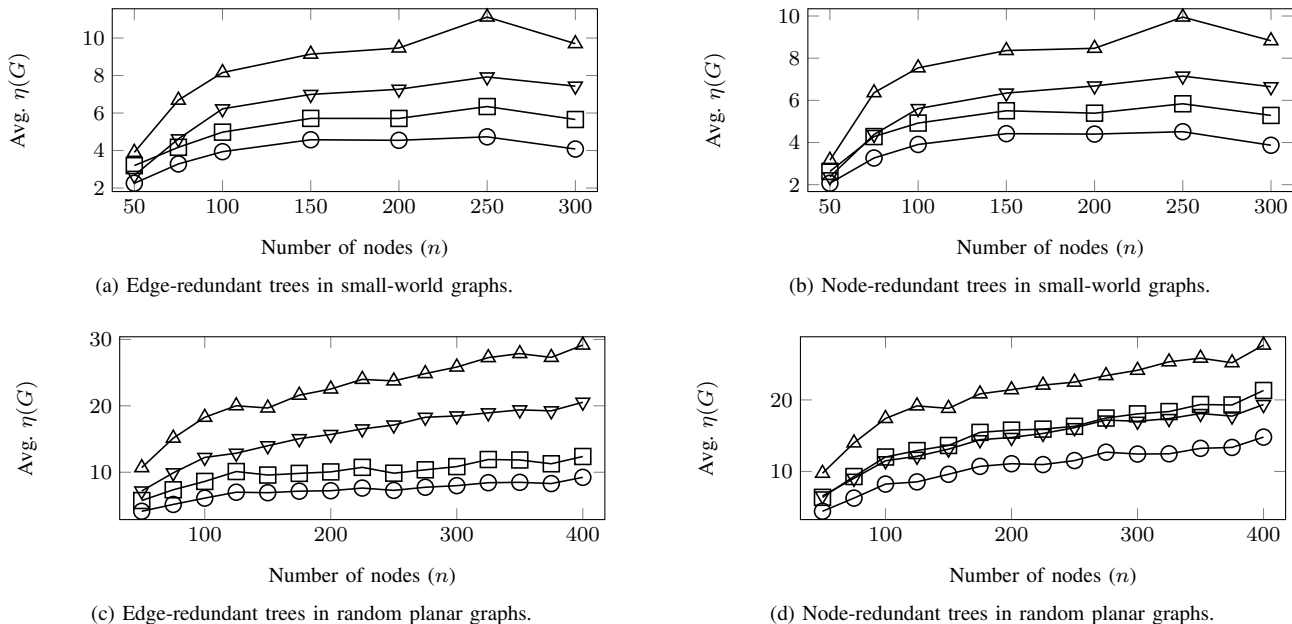 10
8
6
4
2
50 100 150 200 250 300
Avg. η(G)
Number of nodes (n)
(a) Edge-redundant trees in small-world graphs.
10
8
6
4
2
50 100 150 200 250 300
Avg. η(G)
Number of nodes (n)
(b) Node-redundant trees in small-world graphs.
30
20
10
100 200 300 400
Avg. η(G
Number of nodes (n)
(c) Edge-redundant trees in random planar graphs.
20
10
100 200 300 400
Avg. η(G
Number of nodes (n)
(d) Node-redundant trees in random planar graphs.